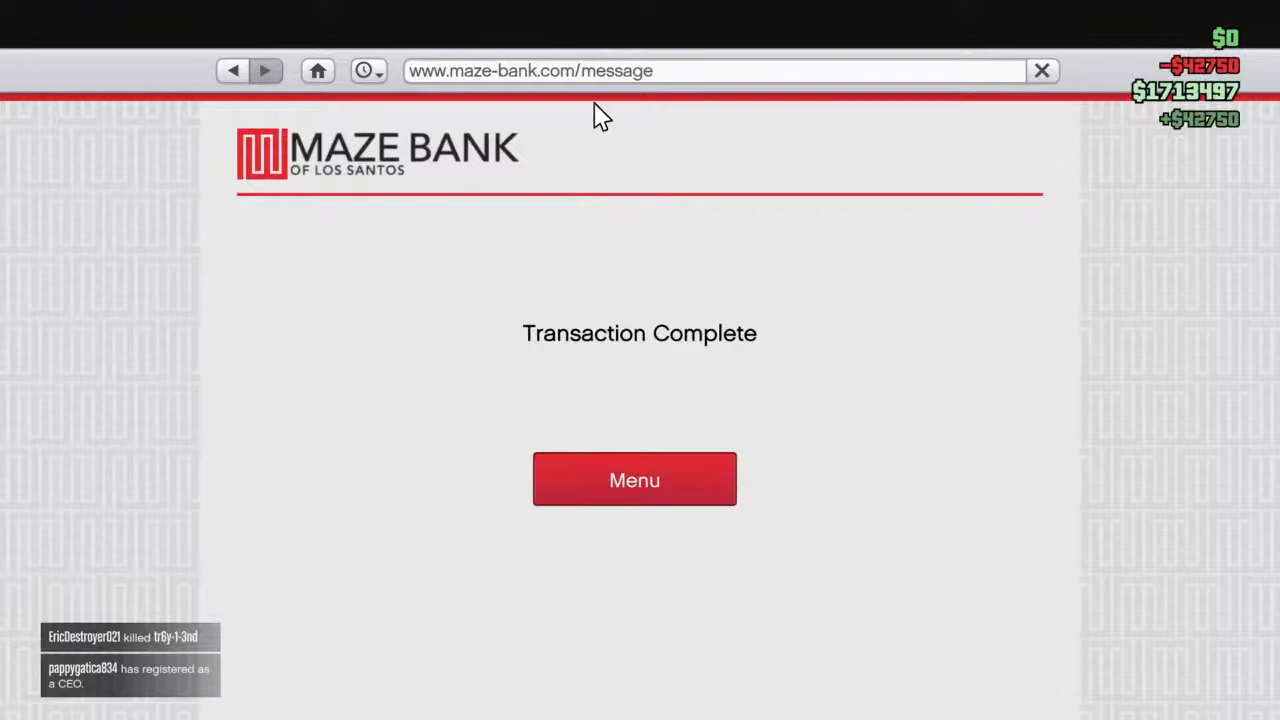 $0
-$42750
www.maze-bank.com/message
$1713497
+$42750
MAZE BANK
OF LOS SANTOS
Transaction Complete
Menu
EricDestroyer021 killed tr6y-1-3nd
pappygatica834 has registered as
a CEO.